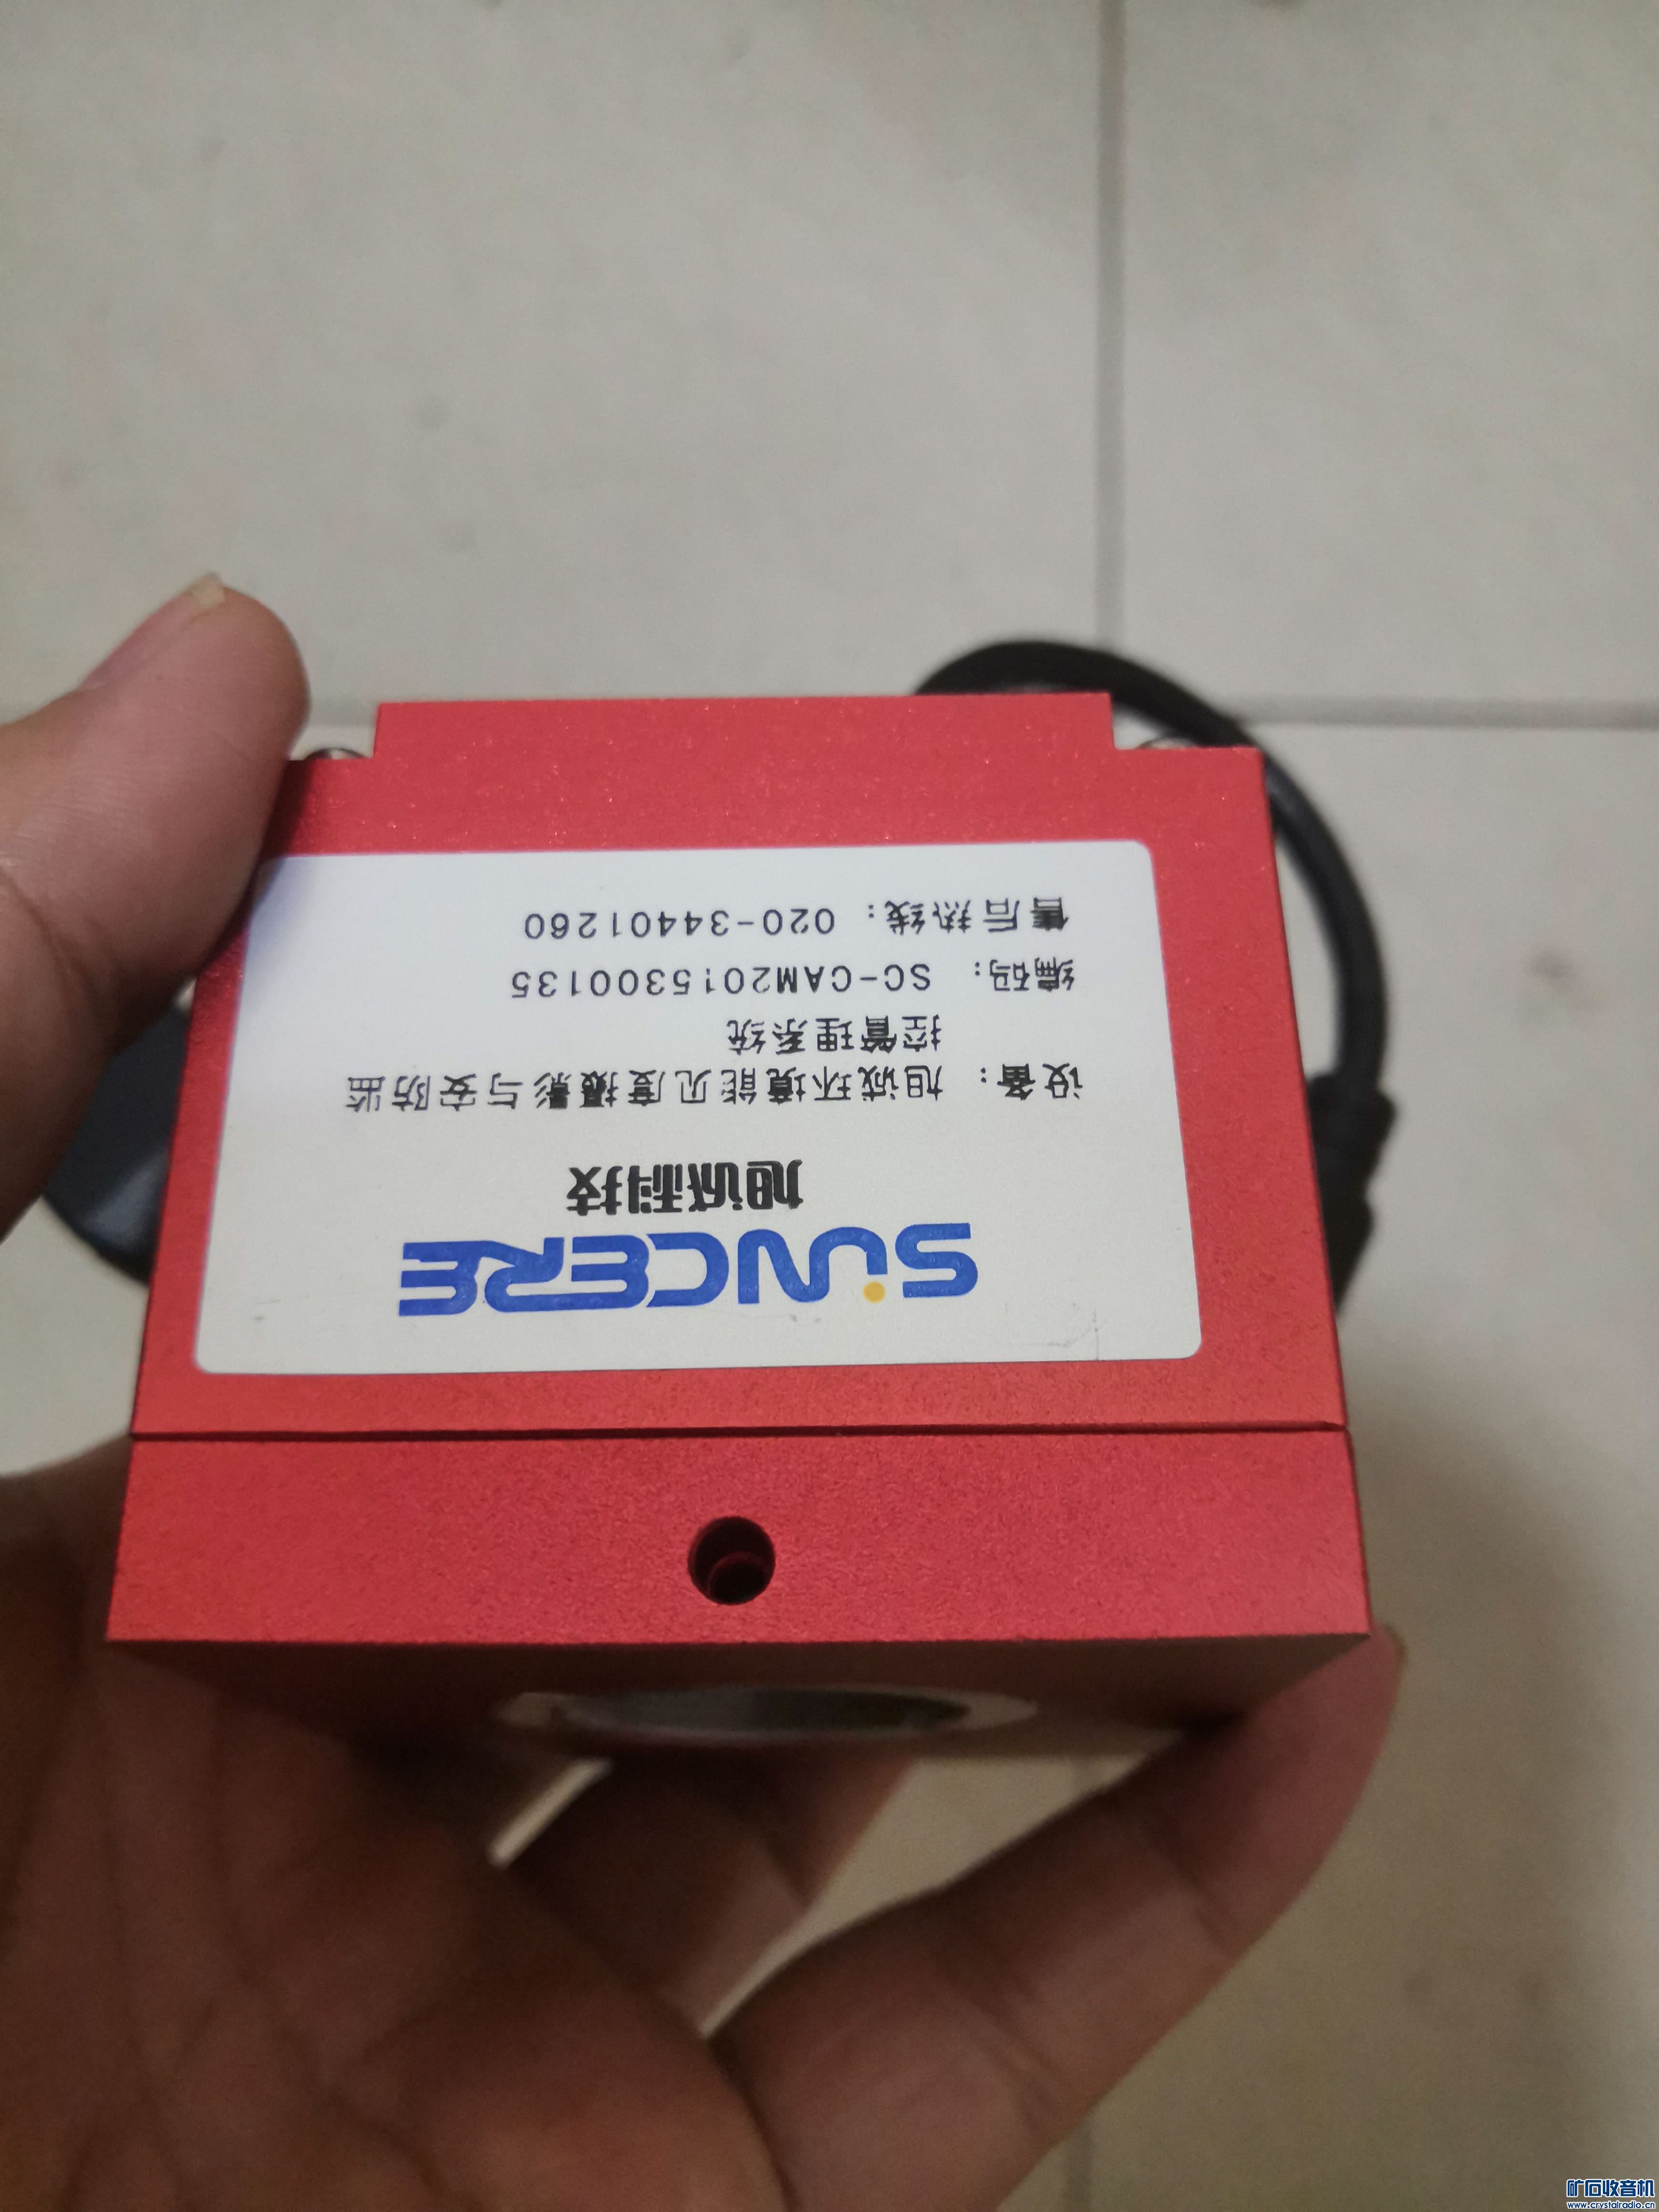 SiNCERE
旭诚科技
设备: 旭诚环境能见度摄影与安防监
控管理系统
编码: SC-CAM2015300135
售后热线: 020-34401260
矿石收音机
www.crystalradio.cn